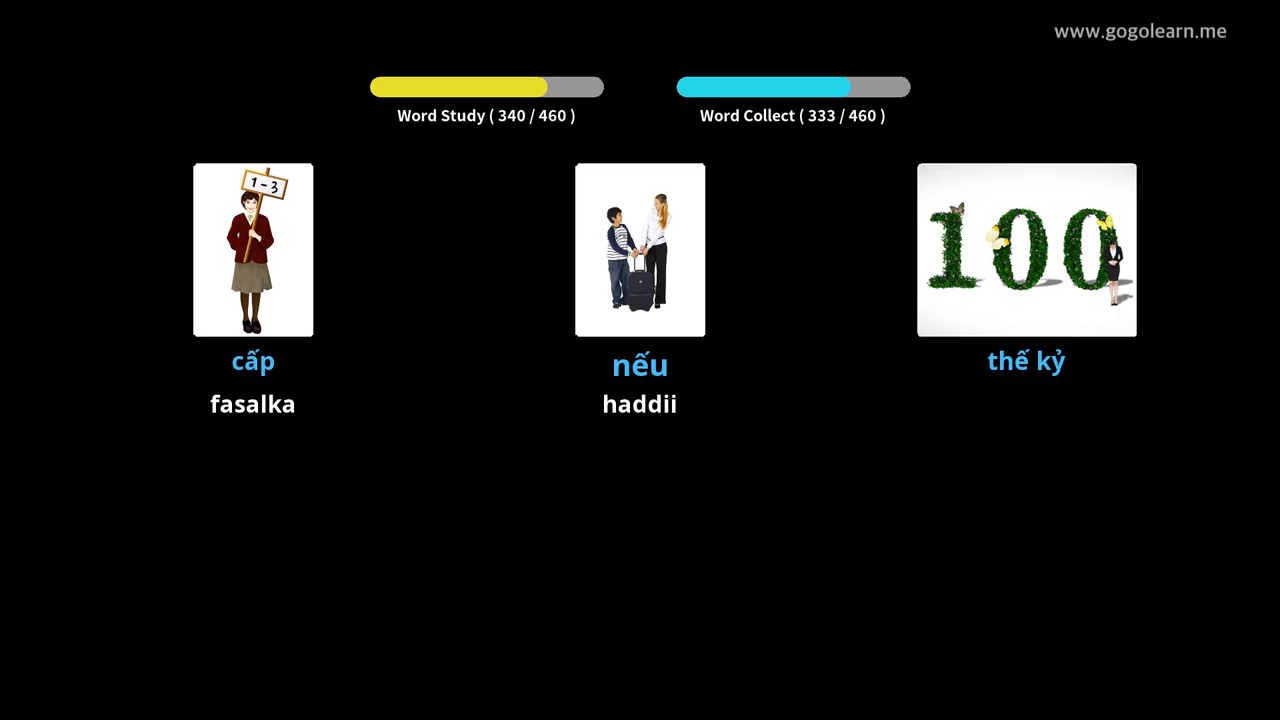 www.gogolearn.me
Word Study ( 340 / 460 )
Word Collect ( 333 / 460 )
1-3
100
cấp
nếu
thế kỷ
fasalka
haddii